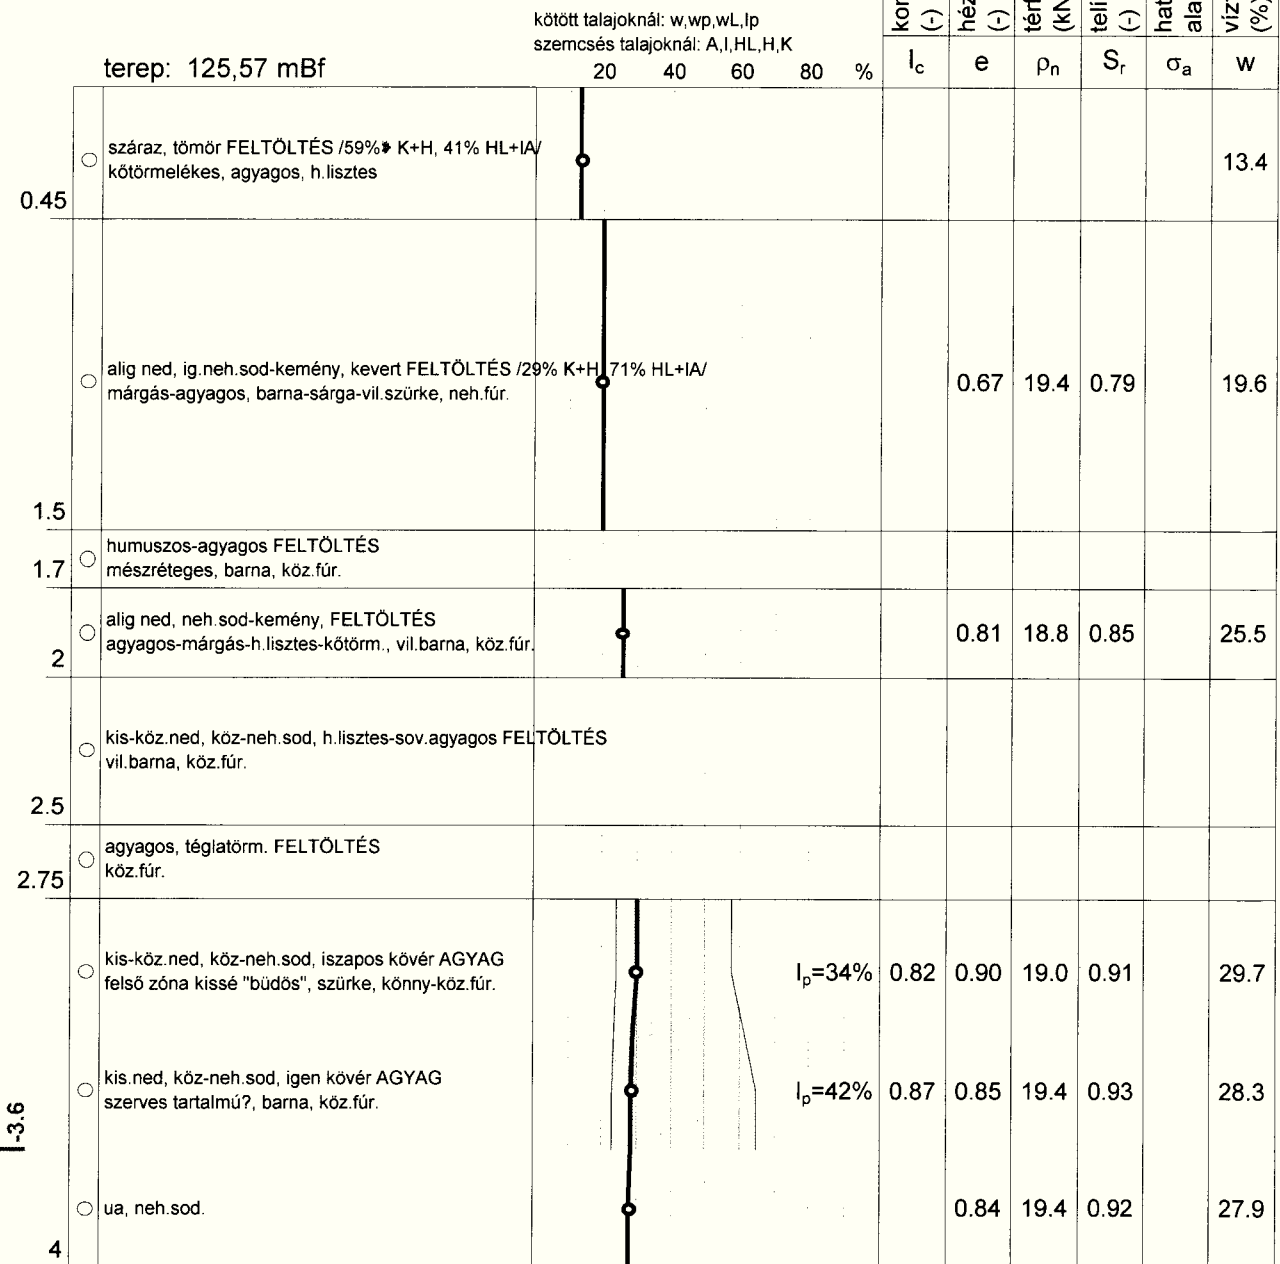 kötött talajoknál: w,wp,wL,Ip
szemcsés talajoknál: A,I,HL,H,K
terep: 125,57 mBf
20 40 60 80 %
(-) (-) (kN (-) (%)
Ic e ρn Sr σa w
száraz, tömör FELTÖLTÉS /59% K+H, 41% HL+IA/
kőtörmelékes, agyagos, h.lisztes
13.4
0.45
alig ned, ig.neh.sod-kemény, kevert FELTÖLTÉS /29% K+H, 71% HL+IA/
márgás-agyagos, barna-sárga-vil.szürke, neh.fúr.
0.67 19.4 0.79 19.6
1.5
humuszos-agyagos FELTÖLTÉS
mészréteges, barna, köz.fúr.
1.7
alig ned, neh.sod-kemény, FELTÖLTÉS
agyagos-márgás-h.lisztes-kőtörm., vil.barna, köz.fúr.
0.81 18.8 0.85 25.5
2
kis-köz.ned, köz-neh.sod, h.lisztes-sov.agyagos FELTÖLTÉS
vil.barna, köz.fúr.
2.5
agyagos, téglatörm. FELTÖLTÉS
köz.fúr.
2.75
kis-köz.ned, köz-neh.sod, iszapos kövér AGYAG
felső zóna kissé "büdös", szürke, könny-köz.fúr.
Ip=34% 0.82 0.90 19.0 0.91 29.7
kis.ned, köz-neh.sod, igen kövér AGYAG
szerves tartalmú?, barna, köz.fúr.
Ip=42% 0.87 0.85 19.4 0.93 28.3
-3.6
ua, neh.sod.
0.84 19.4 0.92 27.9
4